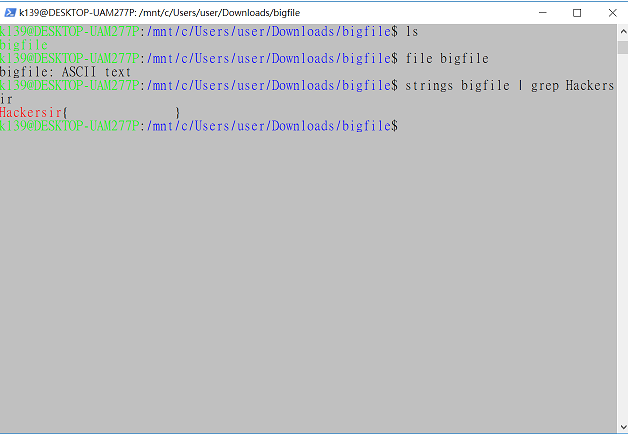 k139@DESKTOP-UAM277P: /mnt/c/Users/user/Downloads/bigfile
k139@DESKTOP-UAM277P:/mnt/c/Users/user/Downloads/bigfile$ ls
bigfile
k139@DESKTOP-UAM277P:/mnt/c/Users/user/Downloads/bigfile$ file bigfile
bigfile: ASCII text
k139@DESKTOP-UAM277P:/mnt/c/Users/user/Downloads/bigfile$ strings bigfile | grep Hackers
ir
Hackersir{                }
k139@DESKTOP-UAM277P:/mnt/c/Users/user/Downloads/bigfile$